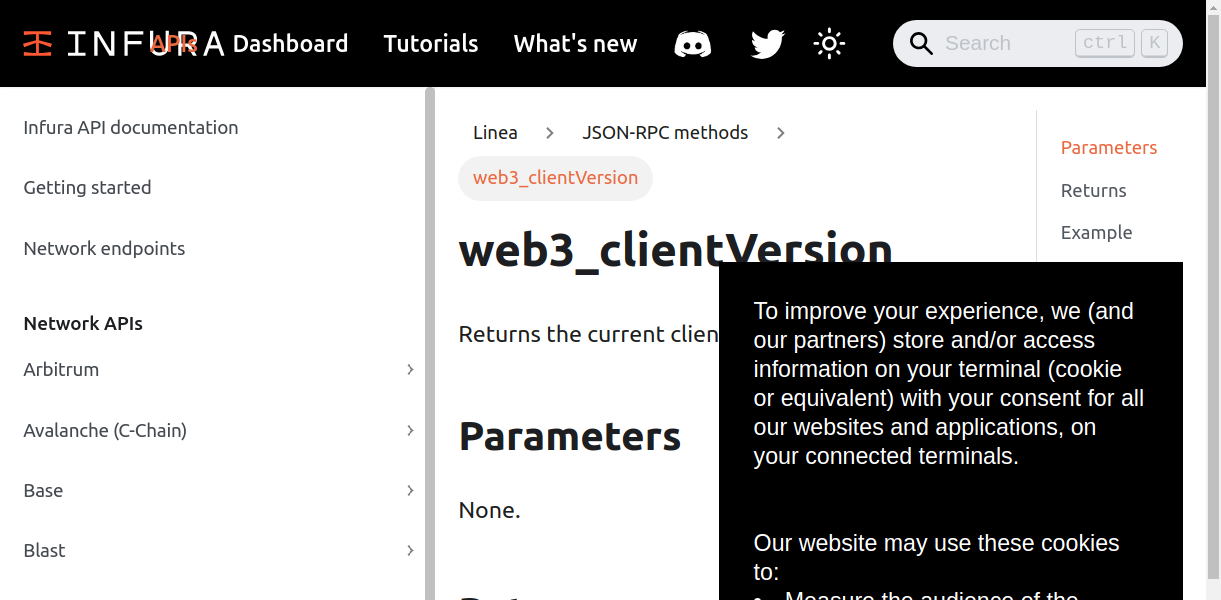 INFURA APIs Dashboard Tutorials What's new Search ctrl K
Infura API documentation
Getting started
Network endpoints
Network APIs
Arbitrum
Avalanche (C-Chain)
Base
Blast
Linea JSON-RPC methods
web3_clientVersion
web3_clientVersion
Returns the current clien
Parameters
None.
Parameters
Returns
Example
To improve your experience, we (and
our partners) store and/or access
information on your terminal (cookie
or equivalent) with your consent for all
our websites and applications, on
your connected terminals.
Our website may use these cookies
to:
• Measure the audience of the